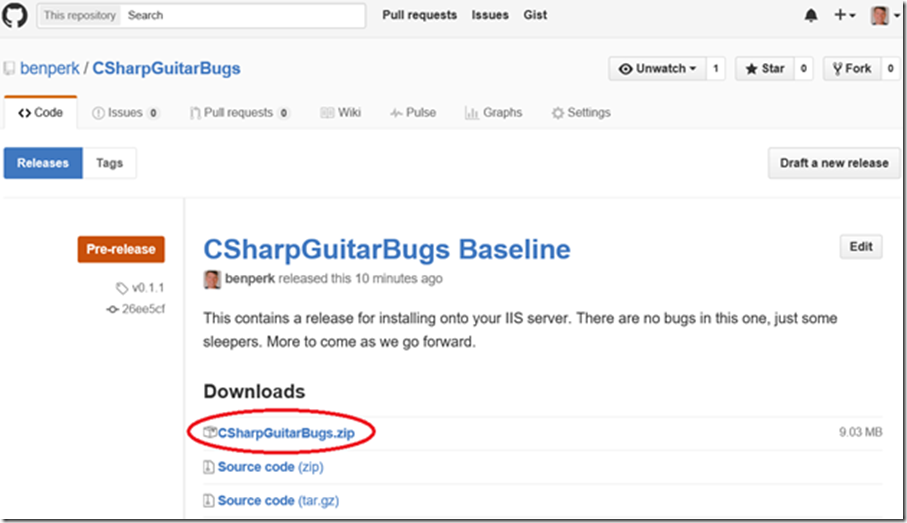 This repository Search Pull requests Issues Gist
benperk / CSharpGuitarBugs Unwatch 1 Star 0 Fork 0
Code Issues 0 Pull requests 0 Wiki Pulse Graphs Settings
Releases Tags Draft a new release
Pre-release
v0.1.1
26ee5cf
CSharpGuitarBugs Baseline Edit
benperk released this 10 minutes ago
This contains a release for installing onto your IIS server. There are no bugs in this one, just some
sleepers. More to come as we go forward.
Downloads
CSharpGuitarBugs.zip 9.03 MB
Source code (zip)
Source code (tar.gz)